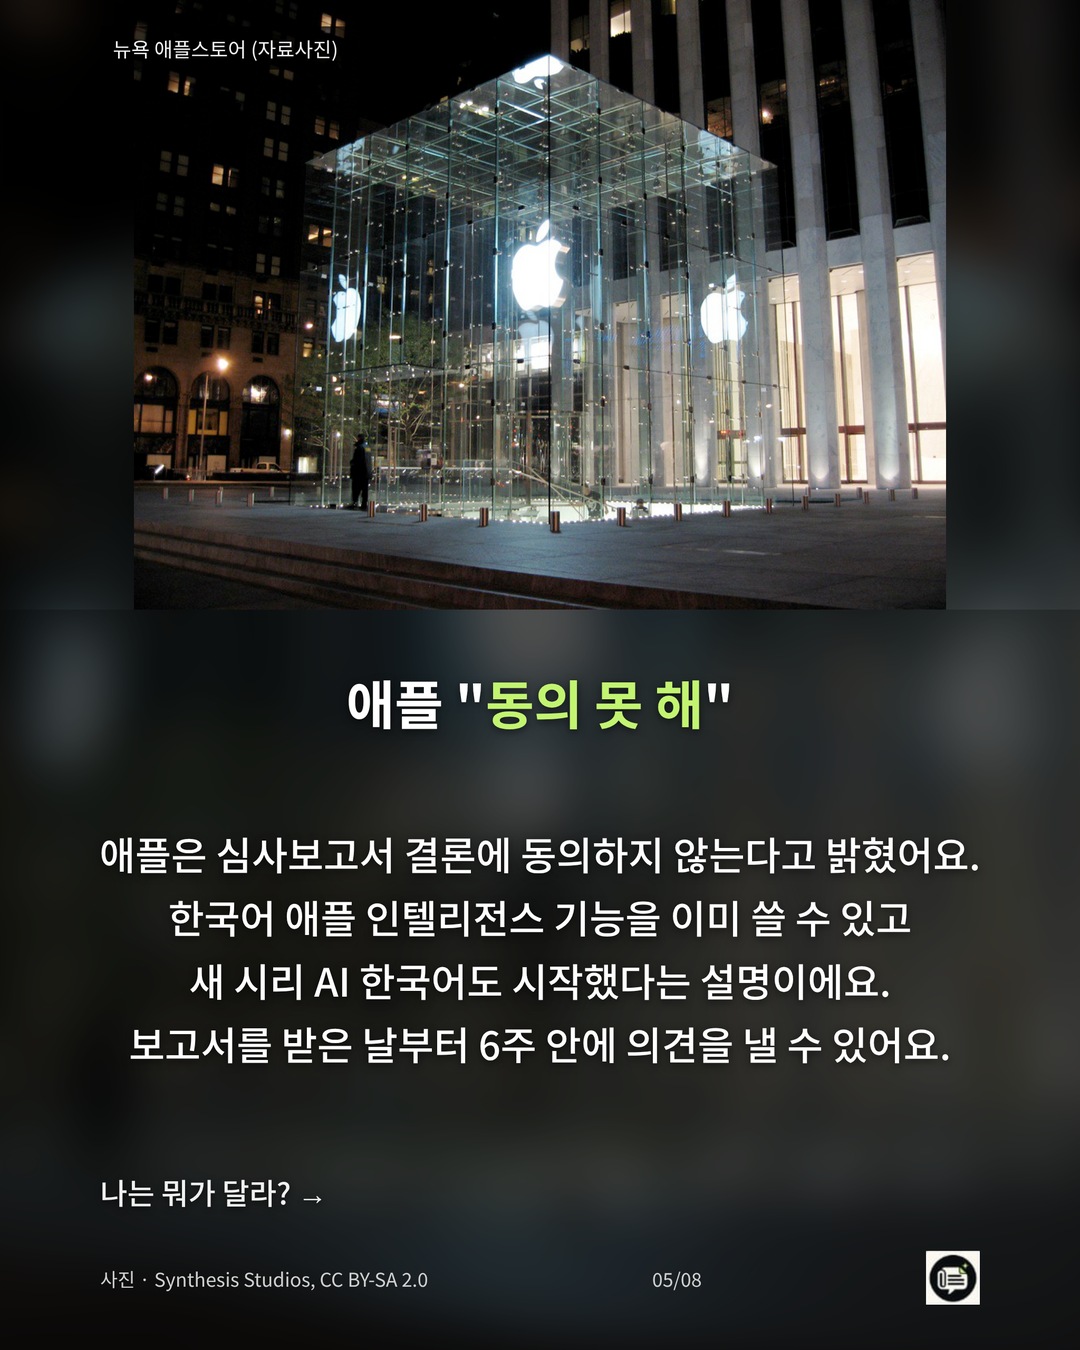 뉴욕 애플스토어 (자료사진)
애플 "동의 못 해"
애플은 심사보고서 결론에 동의하지 않는다고 밝혔어요.
한국어 애플 인텔리전스 기능을 이미 쓸 수 있고
새 시리 AI 한국어도 시작했다는 설명이에요.
보고서를 받은 날부터 6주 안에 의견을 낼 수 있어요.
나는 뭐가 달라? →
사진 · Synthesis Studios, CC BY-SA 2.0
05/08